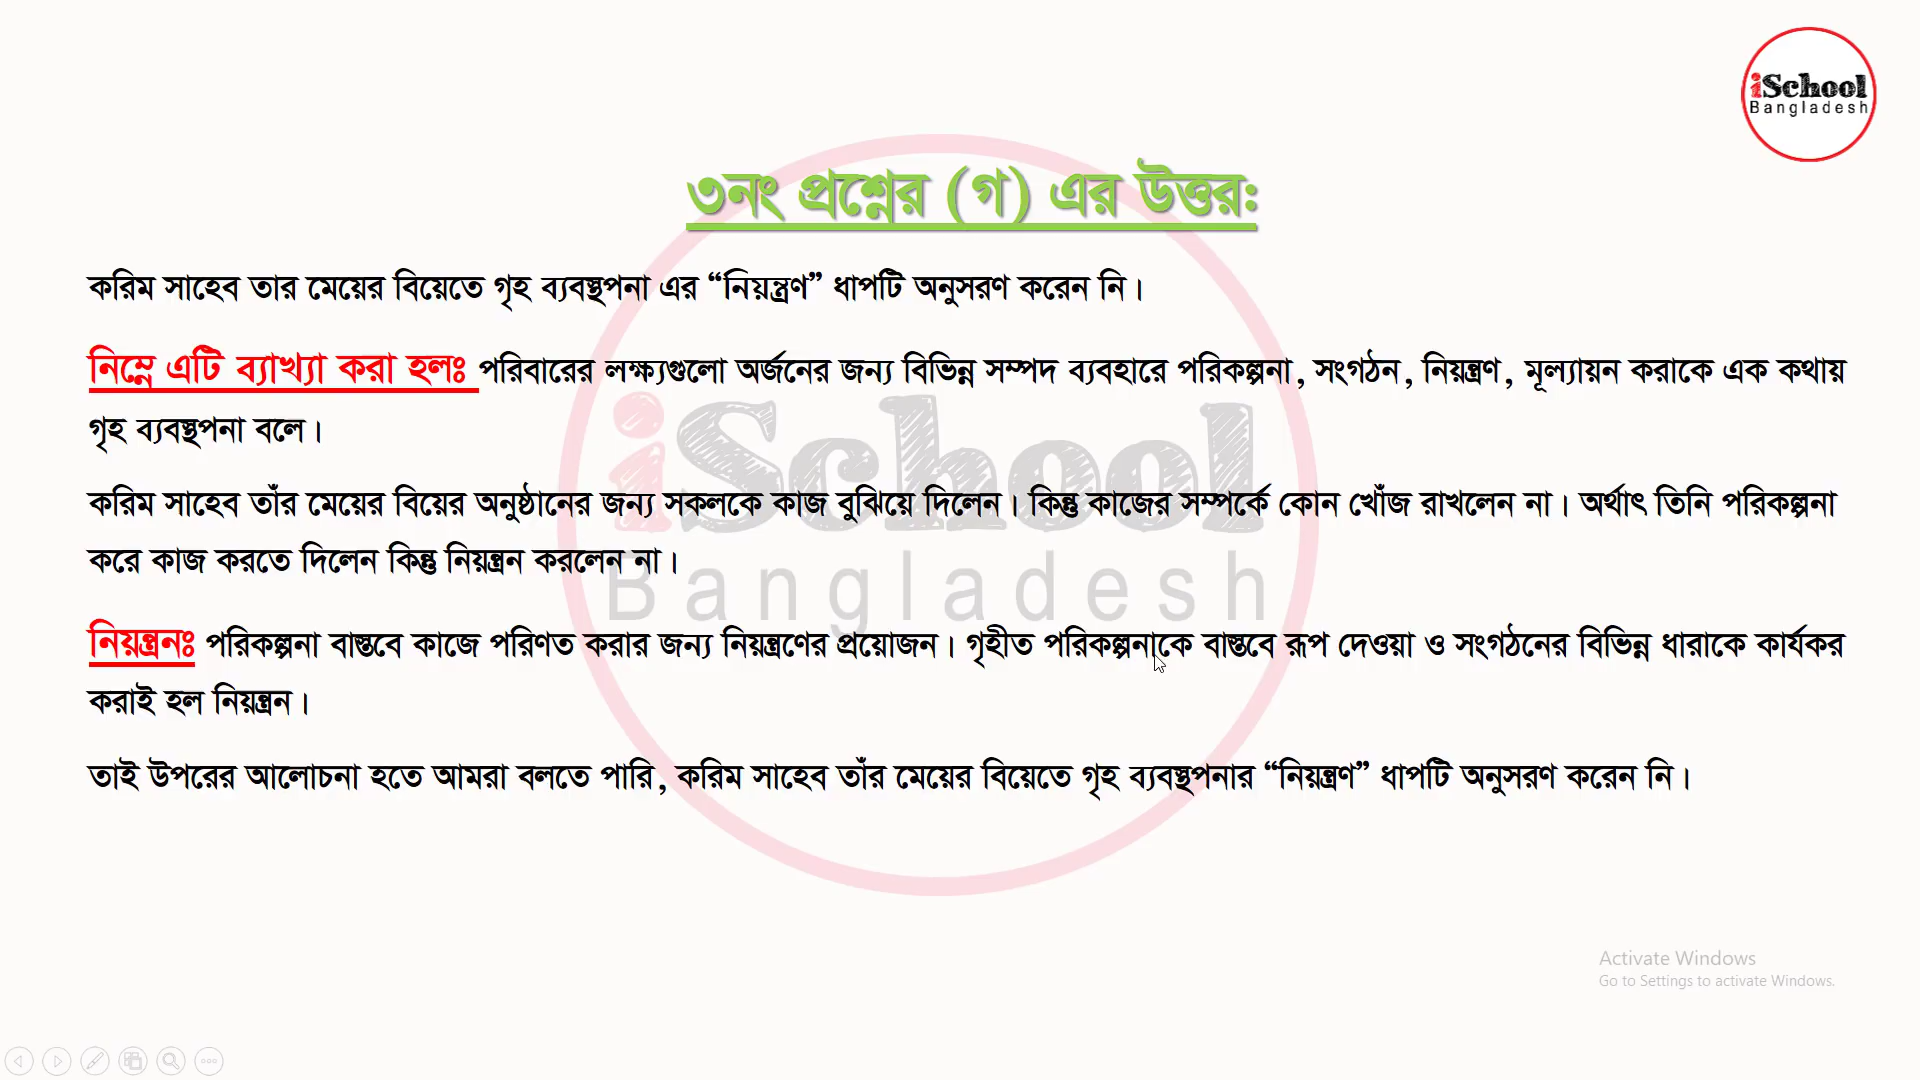 iSchool
Bangladesh
৩নং প্রশ্নের (গ) এর উত্তরঃ
করিম সাহেব তার মেয়ের বিয়েতে গৃহ ব্যবস্থপনা এর “নিয়ন্ত্রণ” ধাপটি অনুসরণ করেন নি।
নিম্নে এটি ব্যাখ্যা করা হলঃ পরিবারের লক্ষ্যগুলো অর্জনের জন্য বিভিন্ন সম্পদ ব্যবহারে পরিকল্পনা, সংগঠন, নিয়ন্ত্রণ, মূল্যায়ন করাকে এক কথায়
গৃহ ব্যবস্থপনা বলে।
করিম সাহেব তাঁর মেয়ের বিয়ের অনুষ্ঠানের জন্য সকলকে কাজ বুঝিয়ে দিলেন। কিন্তু কাজের সম্পর্কে কোন খোঁজ রাখলেন না। অর্থাৎ তিনি পরিকল্পনা
করে কাজ করতে দিলেন কিন্তু নিয়ন্ত্রন করলেন না।
নিয়ন্ত্রনঃ পরিকল্পনা বাস্তবে কাজে পরিণত করার জন্য নিয়ন্ত্রণের প্রয়োজন। গৃহীত পরিকল্পনাকে বাস্তবে রূপ দেওয়া ও সংগঠনের বিভিন্ন ধারাকে কার্যকর
করাই হল নিয়ন্ত্রন।
তাই উপরের আলোচনা হতে আমরা বলতে পারি, করিম সাহেব তাঁর মেয়ের বিয়েতে গৃহ ব্যবস্থপনার “নিয়ন্ত্রণ” ধাপটি অনুসরণ করেন নি।
iSchool
Bangladesh
Activate Windows
Go to Settings to activate Windows.